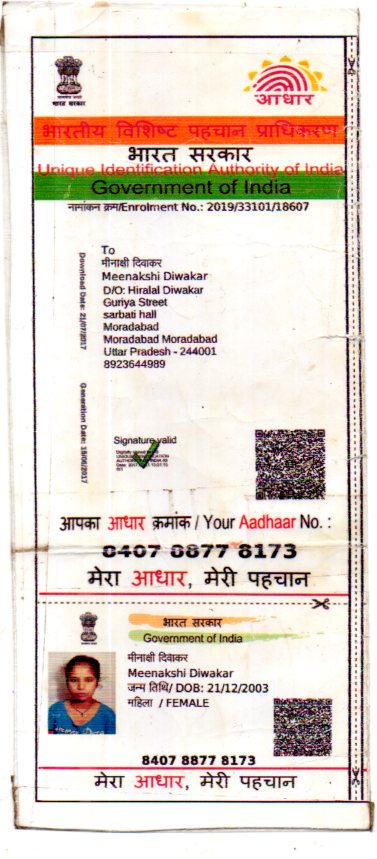 भारत सरकार
आधार
भारतीय विशिष्ट पहचान प्राधिकरण
भारत सरकार
Unique Identification Authority of India
Government of India
नामांकन क्रम/Enrolment No.: 2019/33101/18607
To
मीनाक्षी दिवाकर
Meenakshi Diwakar
D/O: Hiralal Diwakar
Guriya Street
sarbati hall
Moradabad
Moradabad Moradabad
Uttar Pradesh - 244001
8923644989
Download Date: 21/07/2017
Generation Date: 15/06/2017
Signature valid
आपका आधार क्रमांक / Your Aadhaar No. :
8407 8877 8173
मेरा आधार, मेरी पहचान
भारत सरकार
Government of India
मीनाक्षी दिवाकर
Meenakshi Diwakar
जन्म तिथि/ DOB: 21/12/2003
महिला / FEMALE
8407 8877 8173
मेरा आधार, मेरी पहचान